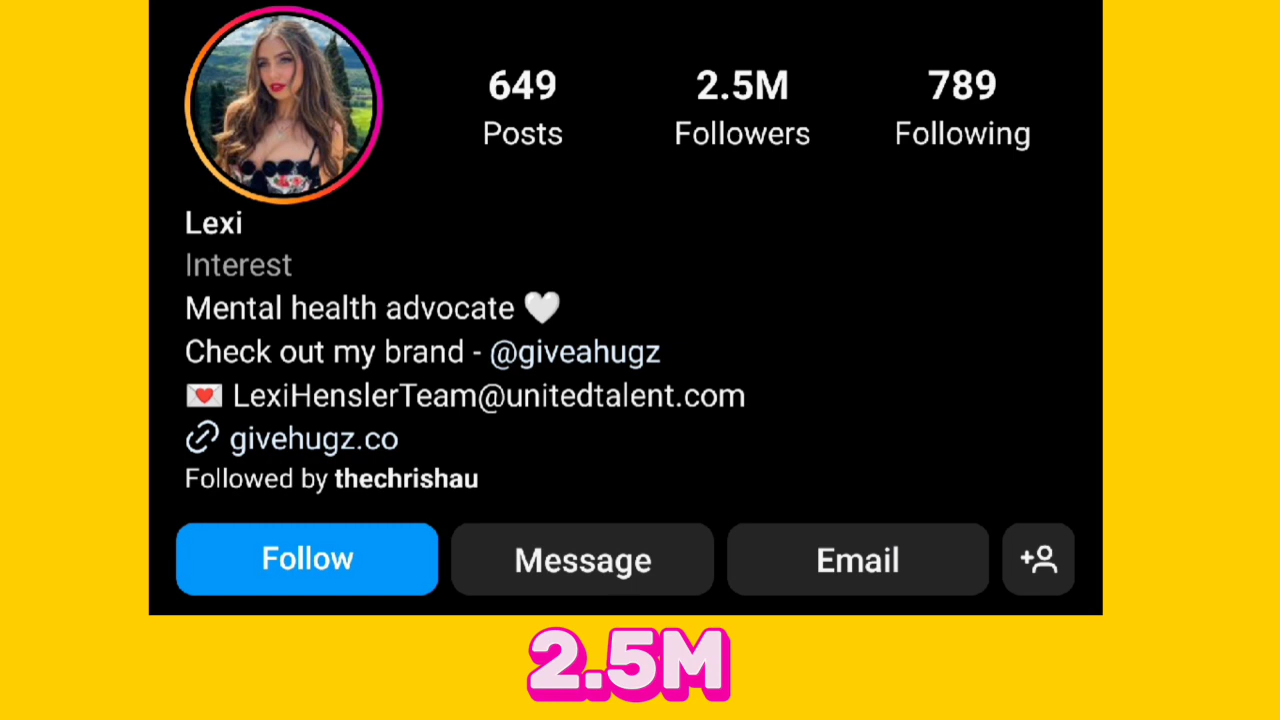 649 2.5M 789
Posts Followers Following
Lexi
Interest
Mental health advocate 🤍
Check out my brand - @giveahugz
💌 LexiHenslerTeam@unitedtalent.com
givehugz.co
Followed by thechrishau
Follow Message Email
2.5M